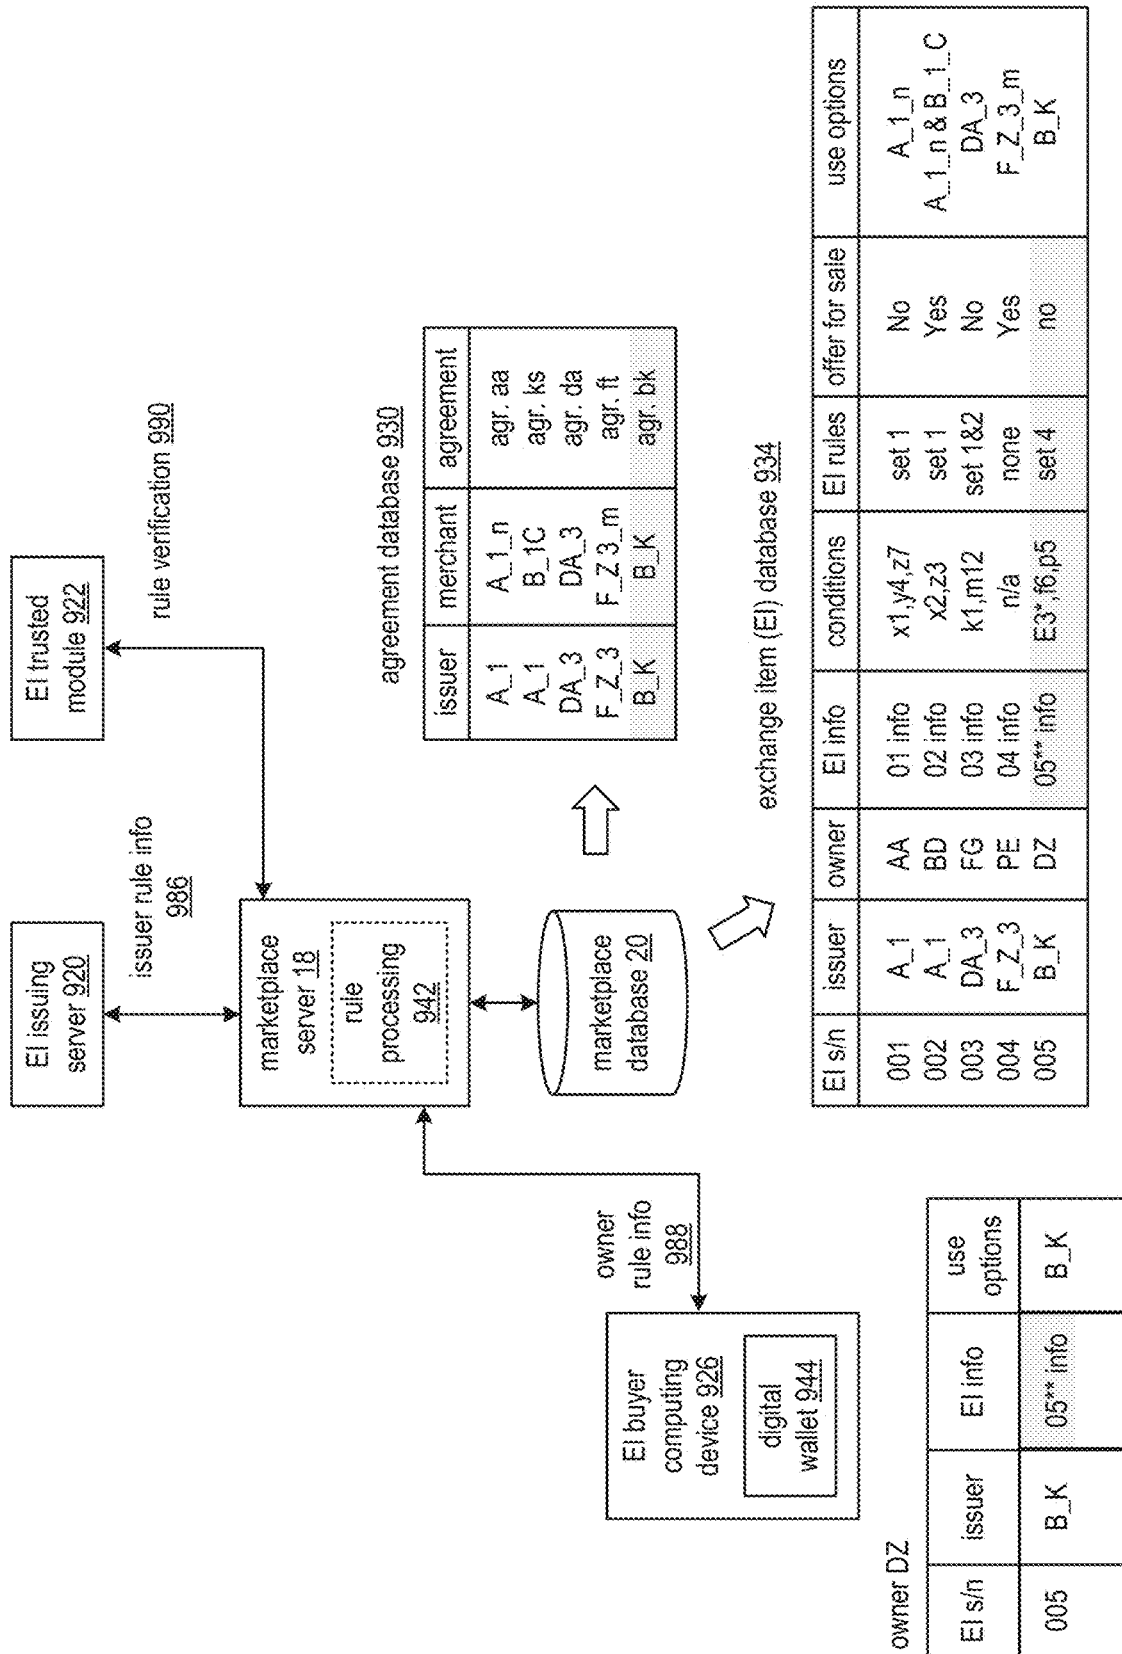 EI issuing
server 920
EI trusted
module 922
issuer rule info
986
rule verification 990
marketplace
server 18
rule
processing
942
owner
rule info
988
EI buyer
computing
device 926
digital
wallet 944
marketplace
database 20
agreement database 930
issuer merchant agreement
A_1 A_1_n agr. aa
A_1 B_1C agr. ks
DA_3 DA_3 agr. da
F_Z_3 F_Z_3_m agr. ft
B_K B_K agr. bk
exchange item (EI) database 934
EI s/n issuer owner EI info conditions EI rules offer for sale use options
001 A_1 AA 01 info x1,y4,z7 set 1 No A_1_n
002 A_1 BD 02 info x2,z3 set 1 Yes A_1_n & B_1_C
003 DA_3 FG 03 info k1,m12 set 1&2 No DA_3
004 F_Z_3 PE 04 info n/a none Yes F_Z_3_m
005 B_K DZ 05** info E3*,f6,p5 set 4 no B_K
owner DZ
EI s/n issuer EI info use
options
005 B_K 05** info B_K